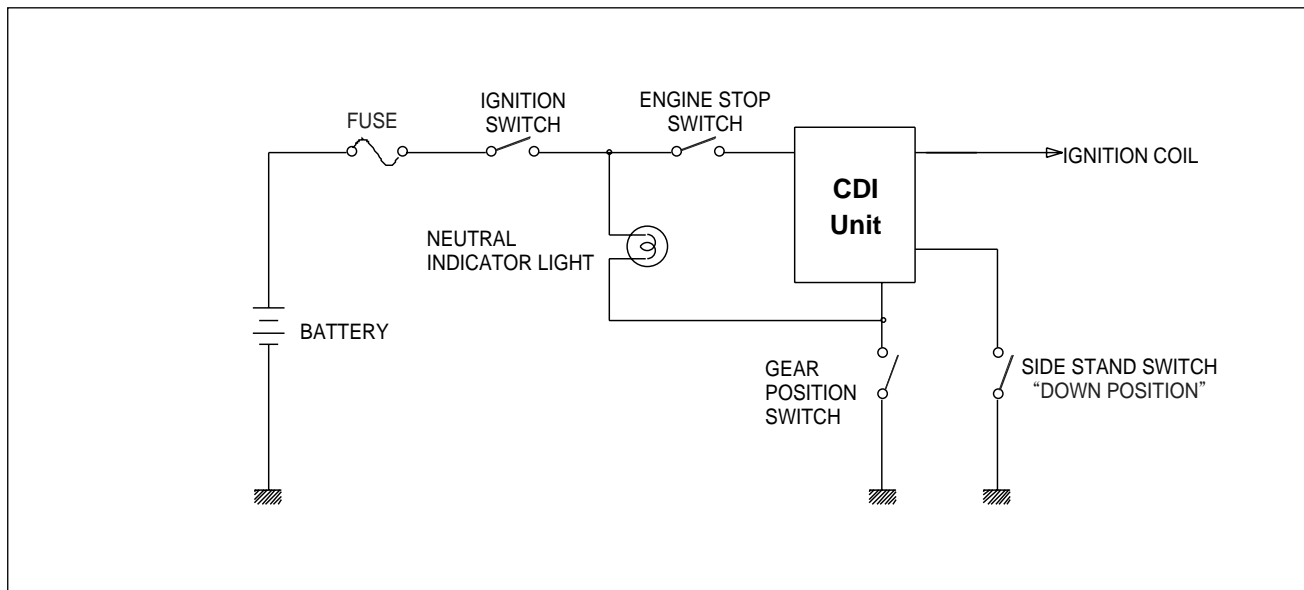 FUSE
IGNITION
SWITCH
ENGINE STOP
SWITCH
CDI
Unit
IGNITION COIL
NEUTRAL
INDICATOR LIGHT
BATTERY
GEAR
POSITION
SWITCH
SIDE STAND SWITCH
“DOWN POSITION”